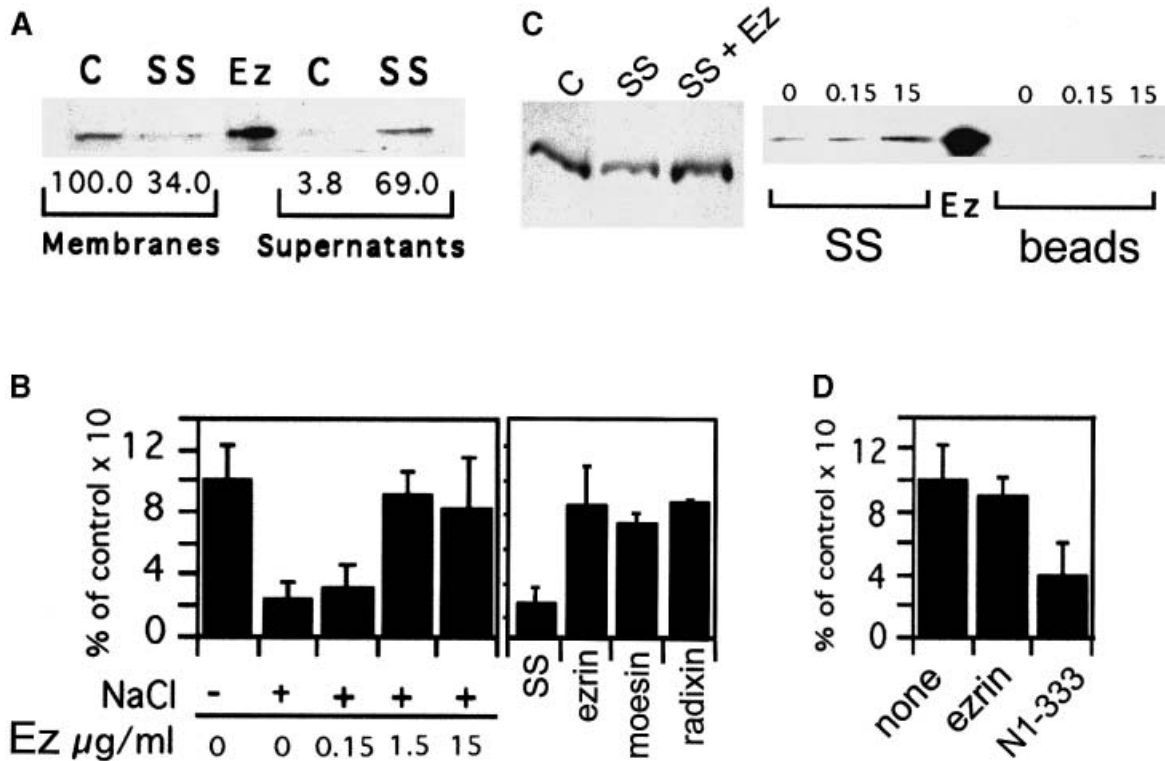 A
C SS Ez C SS
100.0 34.0 3.8 69.0
Membranes Supernatants
C
C SS SS + Ez
0 0.15 15 0 0.15 15
SS Ez beads
B
% of control x 10
12
8
4
0
NaCl - + + + +
Ez µg/ml 0 0 0.15 1.5 15
SS ezrin moesin radixin
D
% of control x 10
12
8
4
0
none ezrin N1-333